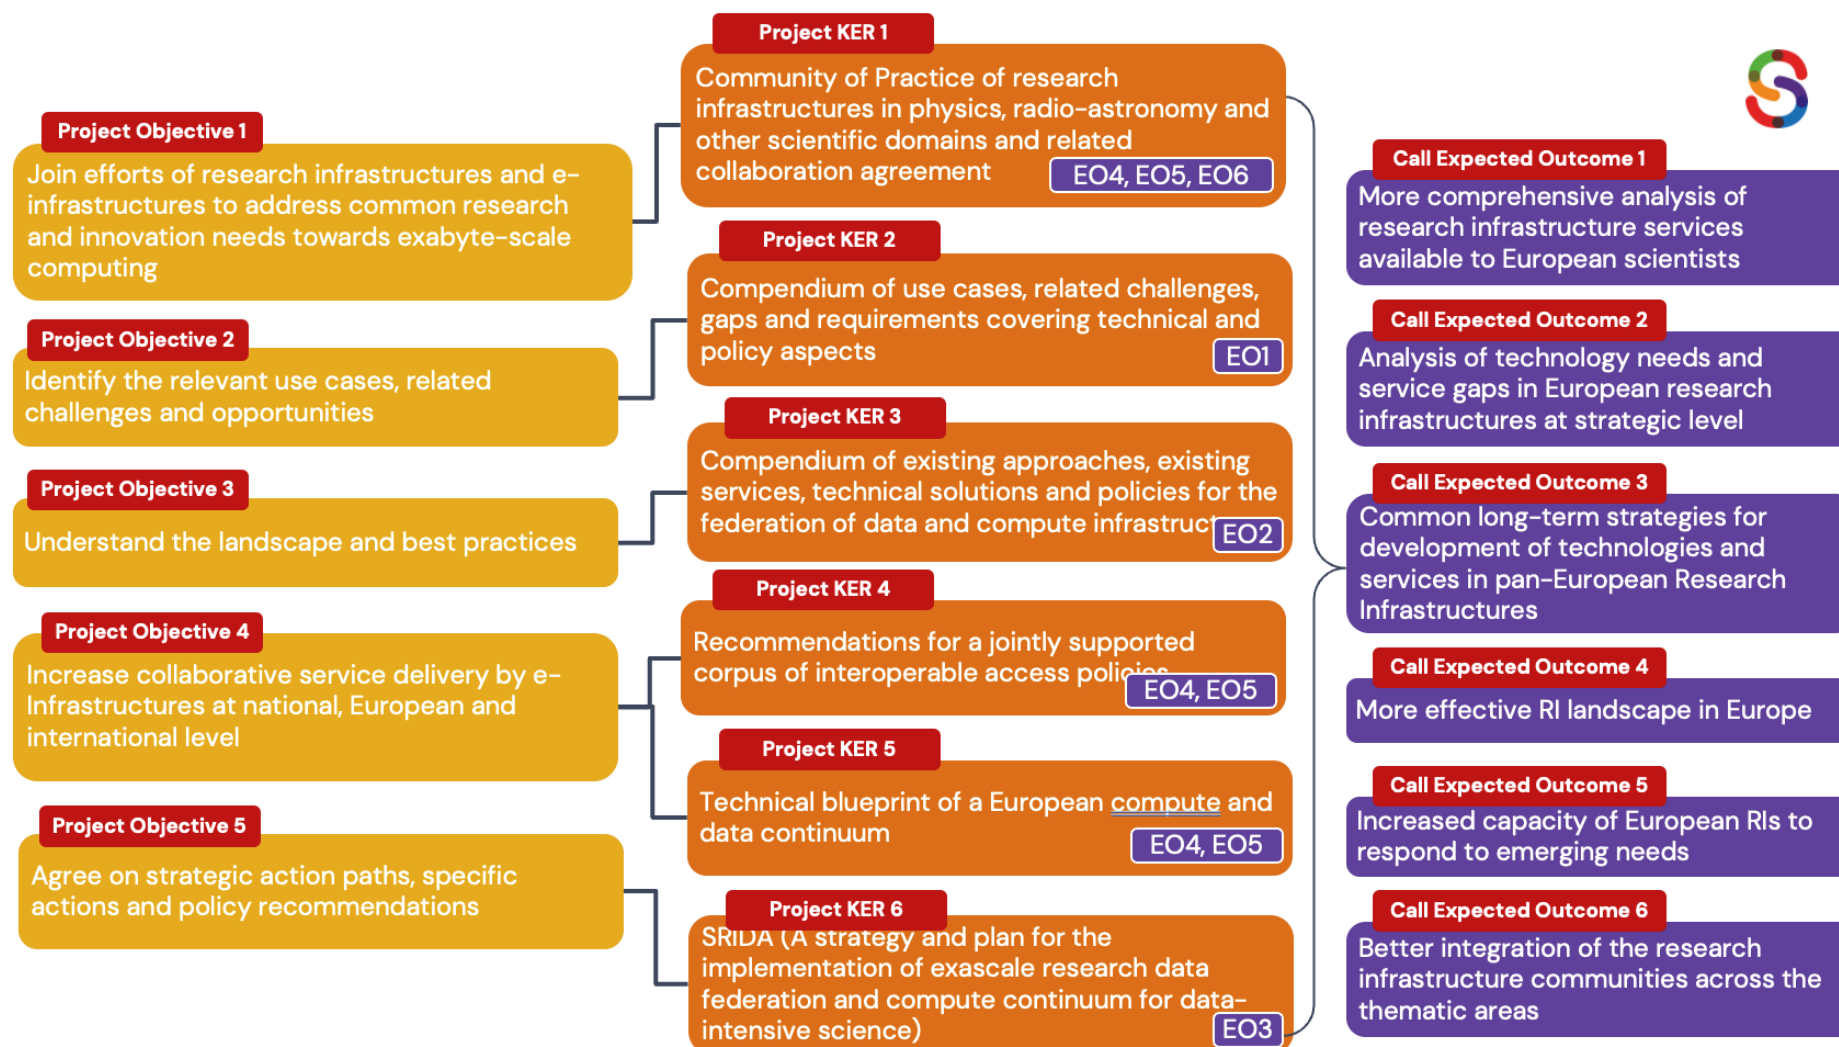 Project Objective 1
Join efforts of research infrastructures and e-
infrastructures to address common research
and innovation needs towards exabyte-scale
computing
Project Objective 2
Identify the relevant use cases, related
challenges and opportunities
Project Objective 3
Understand the landscape and best practices
Project Objective 4
Increase collaborative service delivery by e-
Infrastructures at national, European and
international level
Project Objective 5
Agree on strategic action paths, specific
actions and policy recommendations
Project KER 1
Community of Practice of research
infrastructures in physics, radio-astronomy and
other scientific domains and related
collaboration agreement
EO4, EO5, EO6
Project KER 2
Compendium of use cases, related challenges,
gaps and requirements covering technical and
policy aspects
EO1
Project KER 3
Compendium of existing approaches, existing
services, technical solutions and policies for the
federation of data and compute infrastruct
EO2
Project KER 4
Recommendations for a jointly supported
corpus of interoperable access policies
EO4, EO5
Project KER 5
Technical blueprint of a European compute and
data continuum
EO4, EO5
Project KER 6
SRIDA (A strategy and plan for the
implementation of exascale research data
federation and compute continuum for data-
intensive science)
EO3
Call Expected Outcome 1
More comprehensive analysis of
research infrastructure services
available to European scientists
Call Expected Outcome 2
Analysis of technology needs and
service gaps in European research
infrastructures at strategic level
Call Expected Outcome 3
Common long-term strategies for
development of technologies and
services in pan-European Research
Infrastructures
Call Expected Outcome 4
More effective RI landscape in Europe
Call Expected Outcome 5
Increased capacity of European RIs to
respond to emerging needs
Call Expected Outcome 6
Better integration of the research
infrastructure communities across the
thematic areas